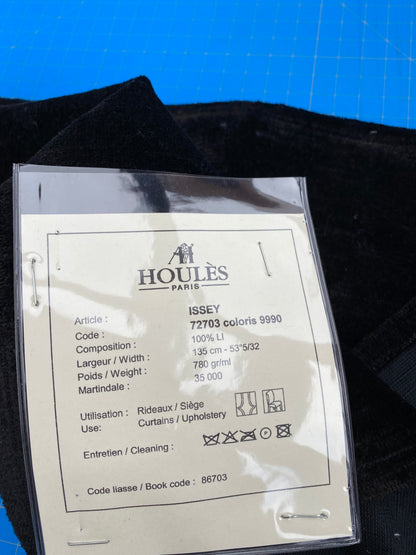 HOULÈS
PARIS
Article : ISSEY
Code : 72703 coloris 9990
Composition : 100% LI
Largeur / Width : 135 cm - 53"5/32
Poids / Weight : 780 gr/ml
Martindale : 35 000
Utilisation : Rideaux / Siège
Use: Curtains / Upholstery
Entretien / Cleaning :
P
Code liasse / Book code : 86703